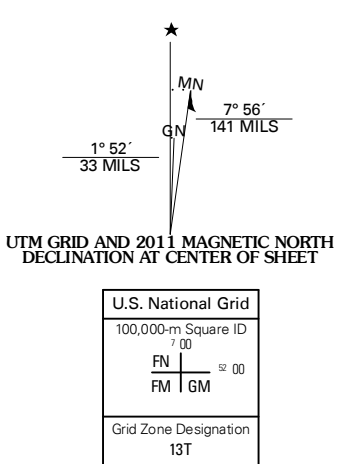 ★
MN
GN
7° 56´
141 MILS
1° 52´
33 MILS
UTM GRID AND 2011 MAGNETIC NORTH
DECLINATION AT CENTER OF SHEET
U.S. National Grid
100,000-m Square ID
7 00
FN
52 00
FM GM
Grid Zone Designation
13T